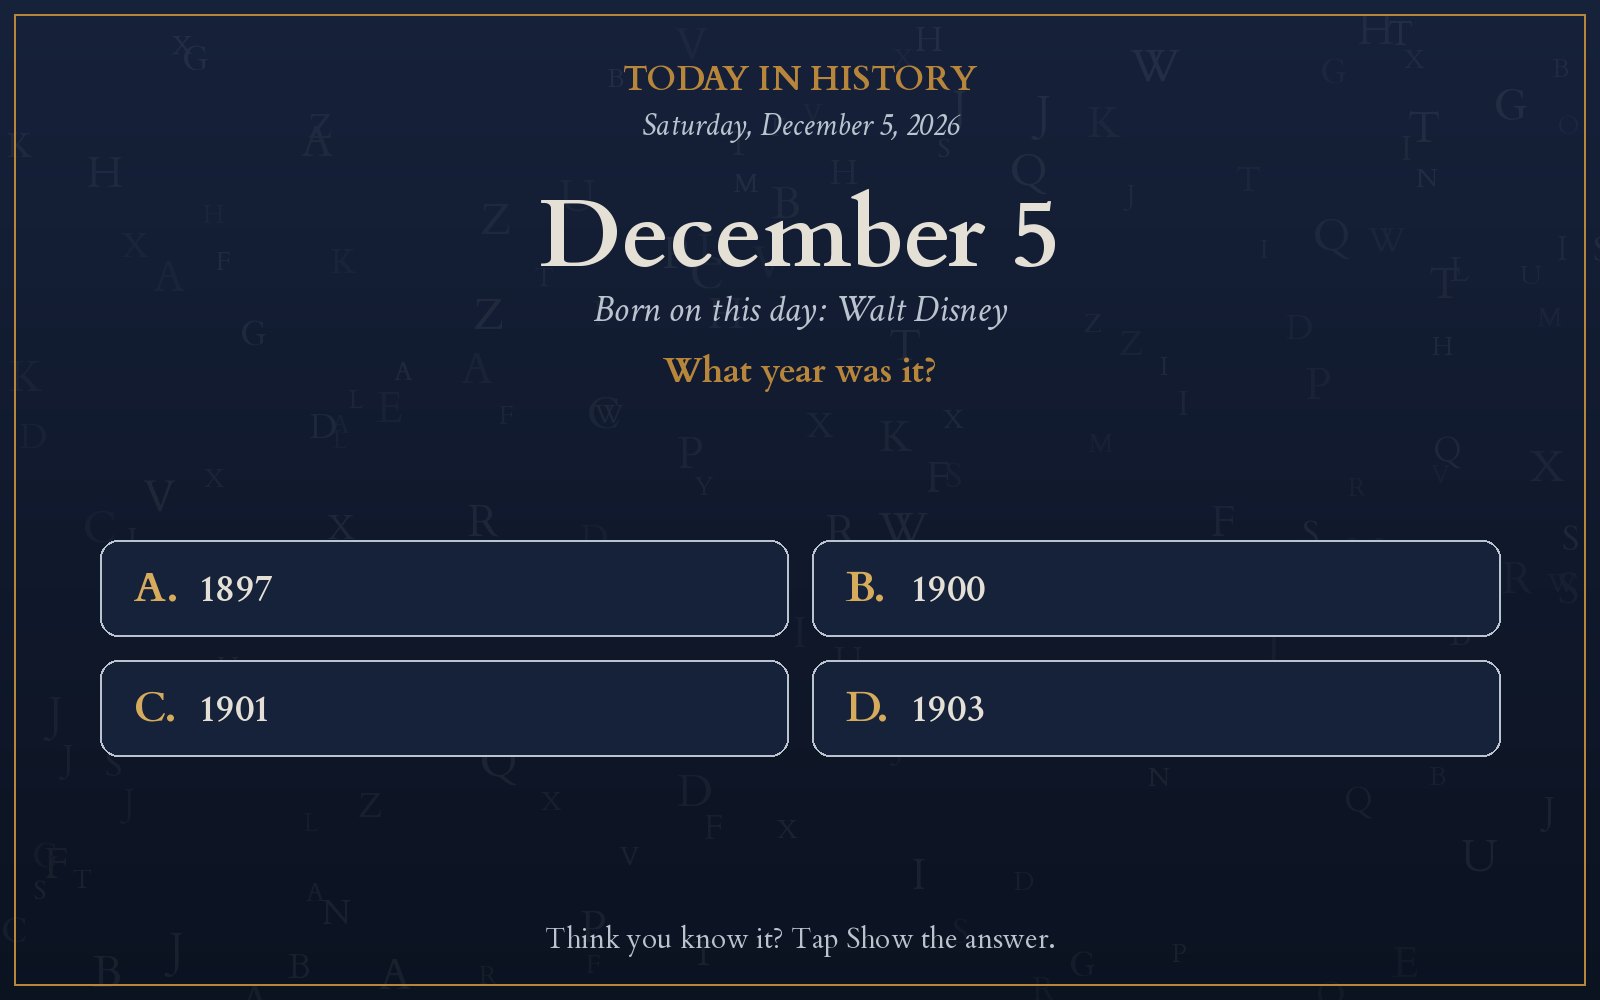 TODAY IN HISTORY
Saturday, December 5, 2026
December 5
Born on this day: Walt Disney
What year was it?
A. 1897
B. 1900
C. 1901
D. 1903
Think you know it? Tap Show the answer.